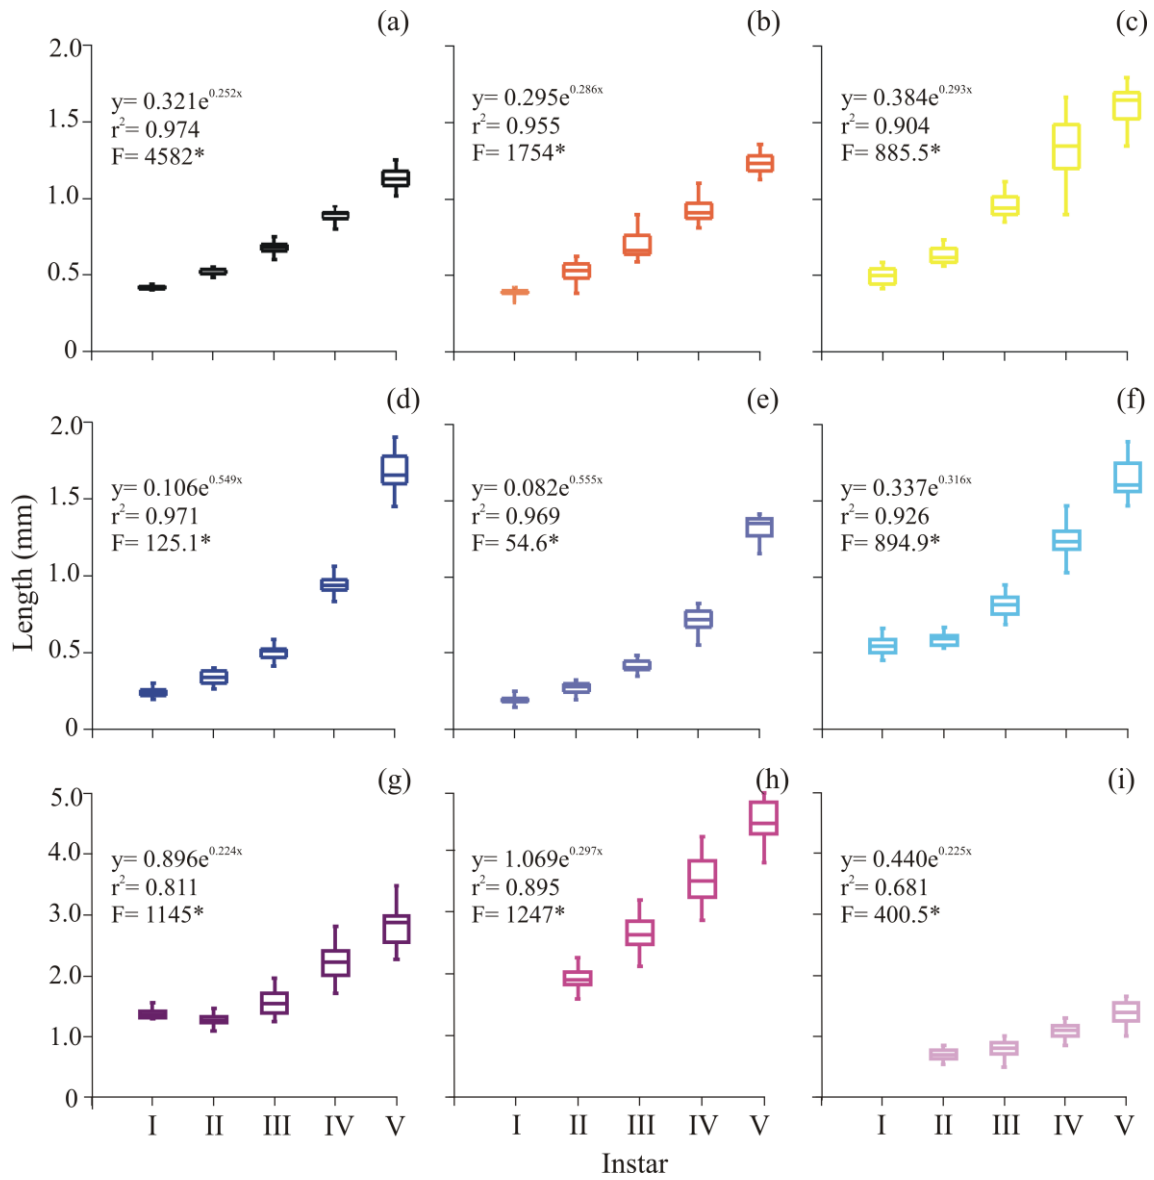 (a) (b) (c)
2.0
y= 0.321e^0.252x
r² = 0.974
F= 4582*
y= 0.295e^0.286x
r² = 0.955
F= 1754*
y= 0.384e^0.293x
r² = 0.904
F= 885.5*
1.5
1.0
0.5
0
(d) (e) (f)
2.0
y= 0.106e^0.549x
r² = 0.971
F= 125.1*
y= 0.082e^0.555x
r² = 0.969
F= 54.6*
y= 0.337e^0.316x
r² = 0.926
F= 894.9*
1.5
1.0
0.5
0
Length (mm)
(g) (h) (i)
5.0
y= 0.896e^0.224x
r² = 0.811
F= 1145*
y= 1.069e^0.297x
r² = 0.895
F= 1247*
y= 0.440e^0.225x
r² = 0.681
F= 400.5*
4.0
3.0
2.0
1.0
0
I II III IV V
I II III IV V
I II III IV V
Instar